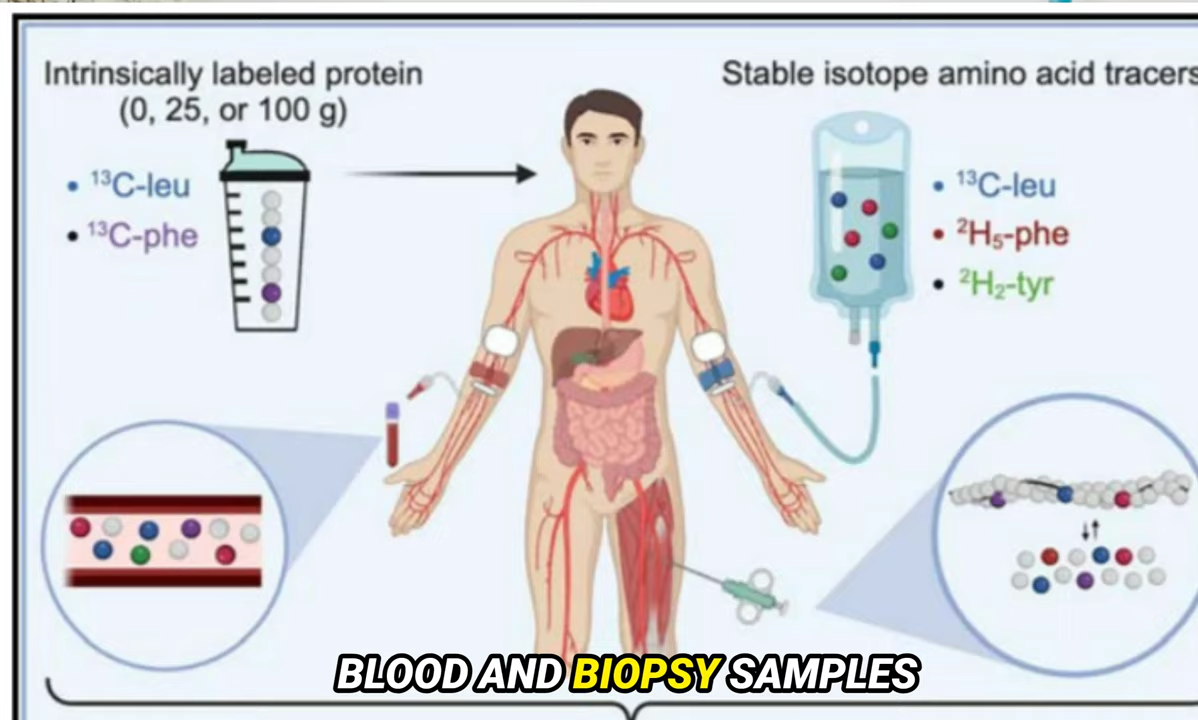 Intrinsically labeled protein
(0, 25, or 100 g)
• ¹³C-leu
• ¹³C-phe
Stable isotope amino acid tracers
• ¹³C-leu
• ²H₅-phe
• ²H₂-tyr
BLOOD AND BIOPSY SAMPLES